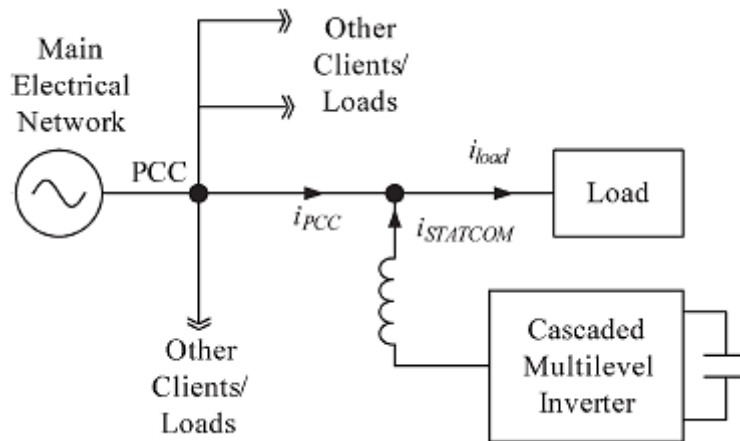 Main
Electrical
Network
Other
Clients/
Loads
PCC
i_PCC
i_load
Load
i_STATCOM
Cascaded
Multilevel
Inverter
Other
Clients/
Loads